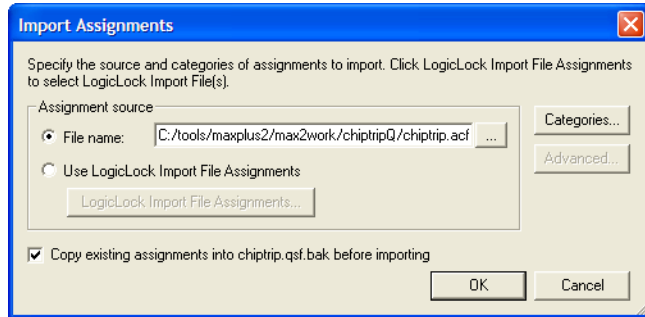 Import Assignments
Specify the source and categories of assignments to import. Click LogicLock Import File Assignments
to select LogicLock Import File(s).
Assignment source
File name: C:/tools/maxplus2/max2work/chiptripQ/chiptrip.acf ...
Categories...
Use LogicLock Import File Assignments
Advanced...
LogicLock Import File Assignments...
Copy existing assignments into chiptrip.qsf.bak before importing
OK Cancel